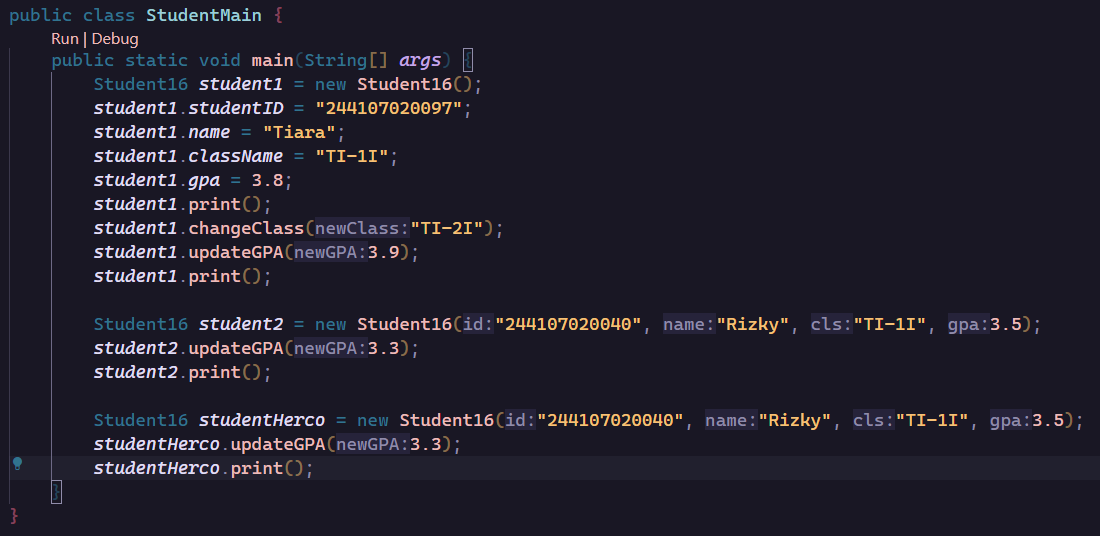 public class StudentMain {
Run | Debug
public static void main(String[] args) {
Student16 student1 = new Student16();
student1.studentID = "244107020097";
student1.name = "Tiara";
student1.className = "TI-1I";
student1.gpa = 3.8;
student1.print();
student1.changeClass(newClass:"TI-2I");
student1.updateGPA(newGPA:3.9);
student1.print();
Student16 student2 = new Student16(id:"244107020040", name:"Rizky", cls:"TI-1I", gpa:3.5);
student2.updateGPA(newGPA:3.3);
student2.print();
Student16 studentHerco = new Student16(id:"244107020040", name:"Rizky", cls:"TI-1I", gpa:3.5);
studentHerco.updateGPA(newGPA:3.3);
studentHerco.print();
}
}